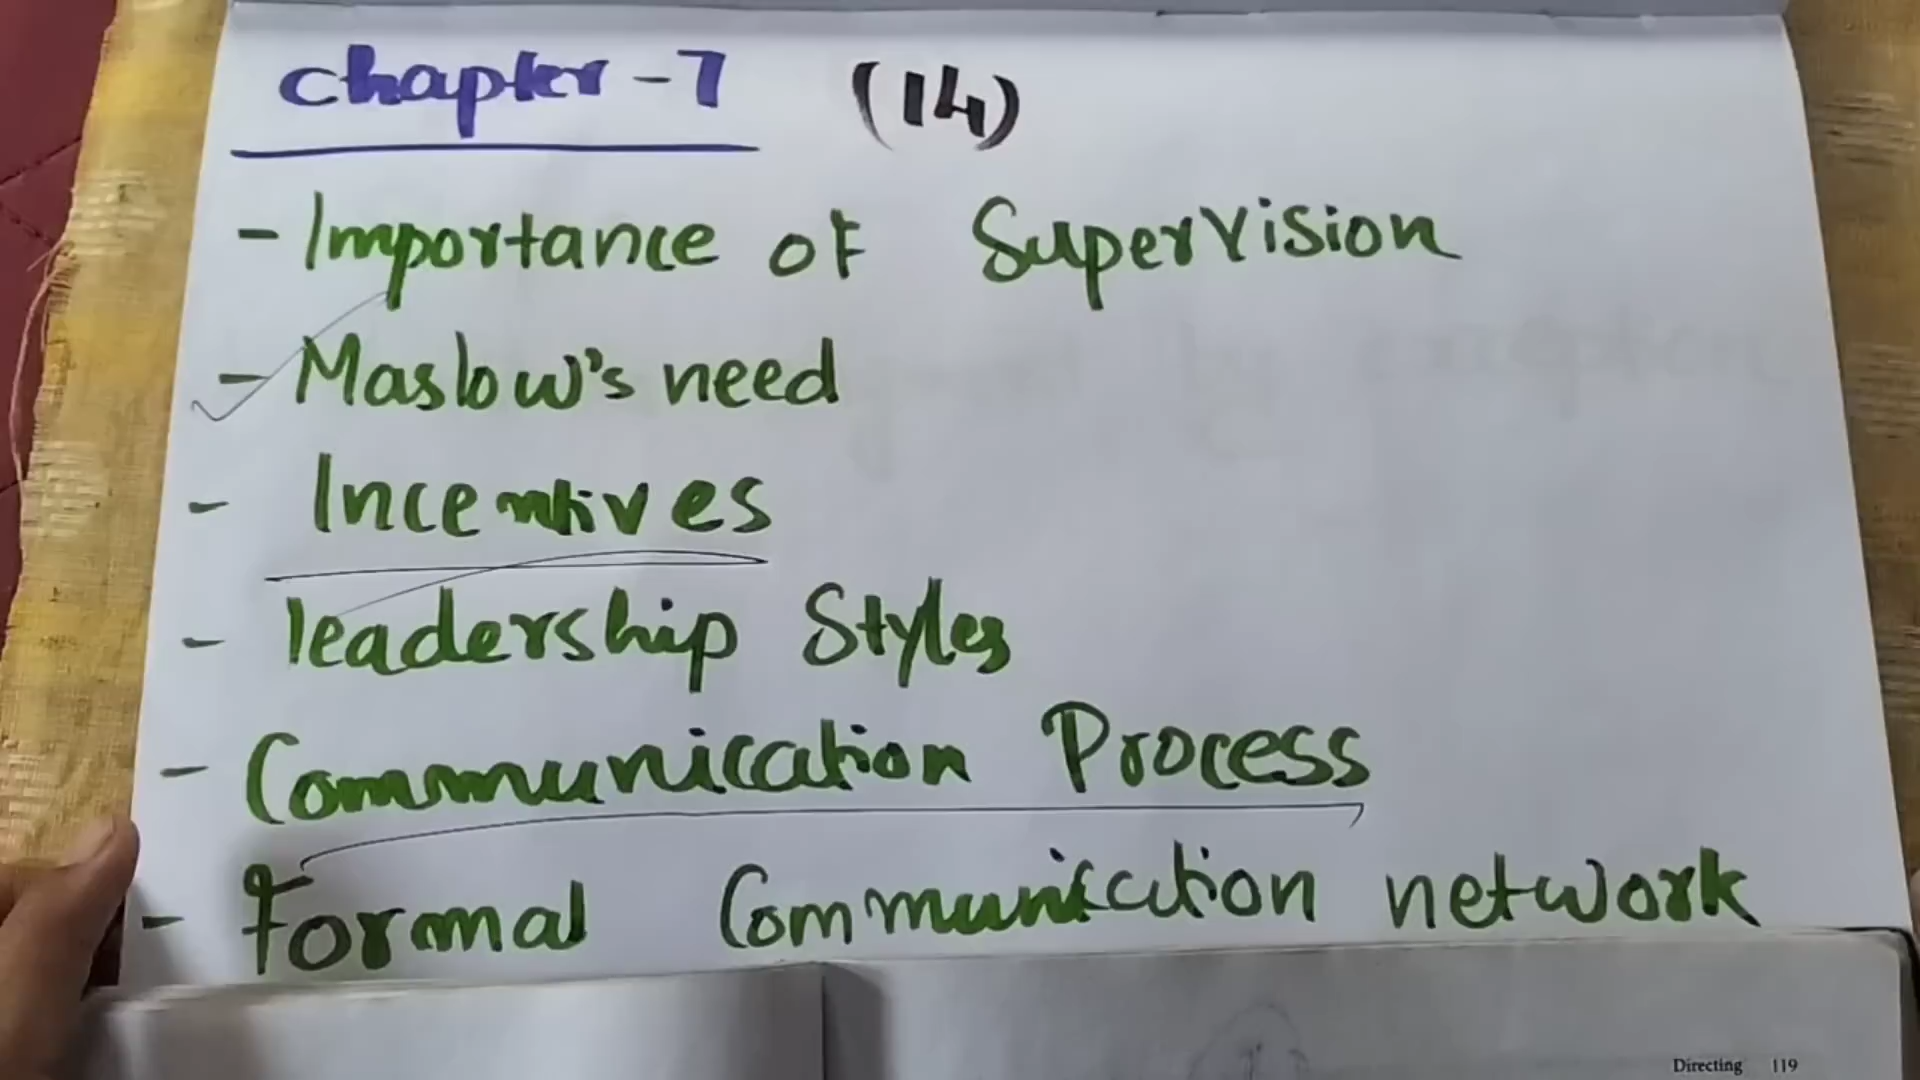 chapter - 7 (14)
- Importance of Supervision
- Maslow's need
- Incentives
- leadership Styles
- Communication Process
- Formal Communication network
Directing 119